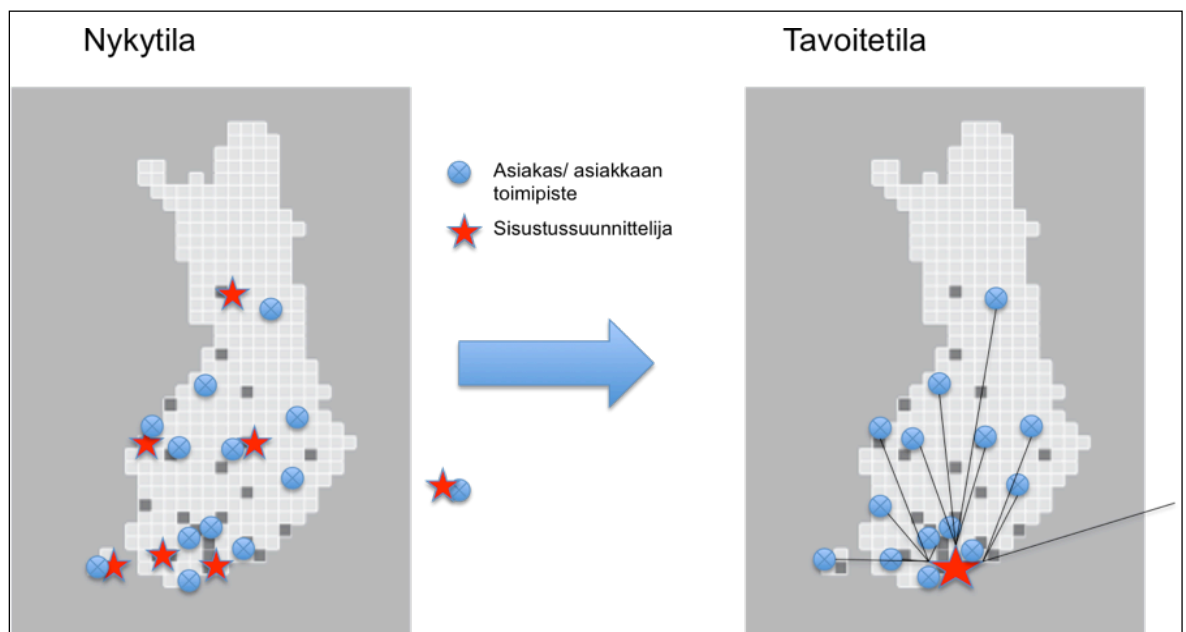 Nykytila
Tavoitetila
Asiakas/ asiakkaan
toimipiste
Sisustussuunnittelija